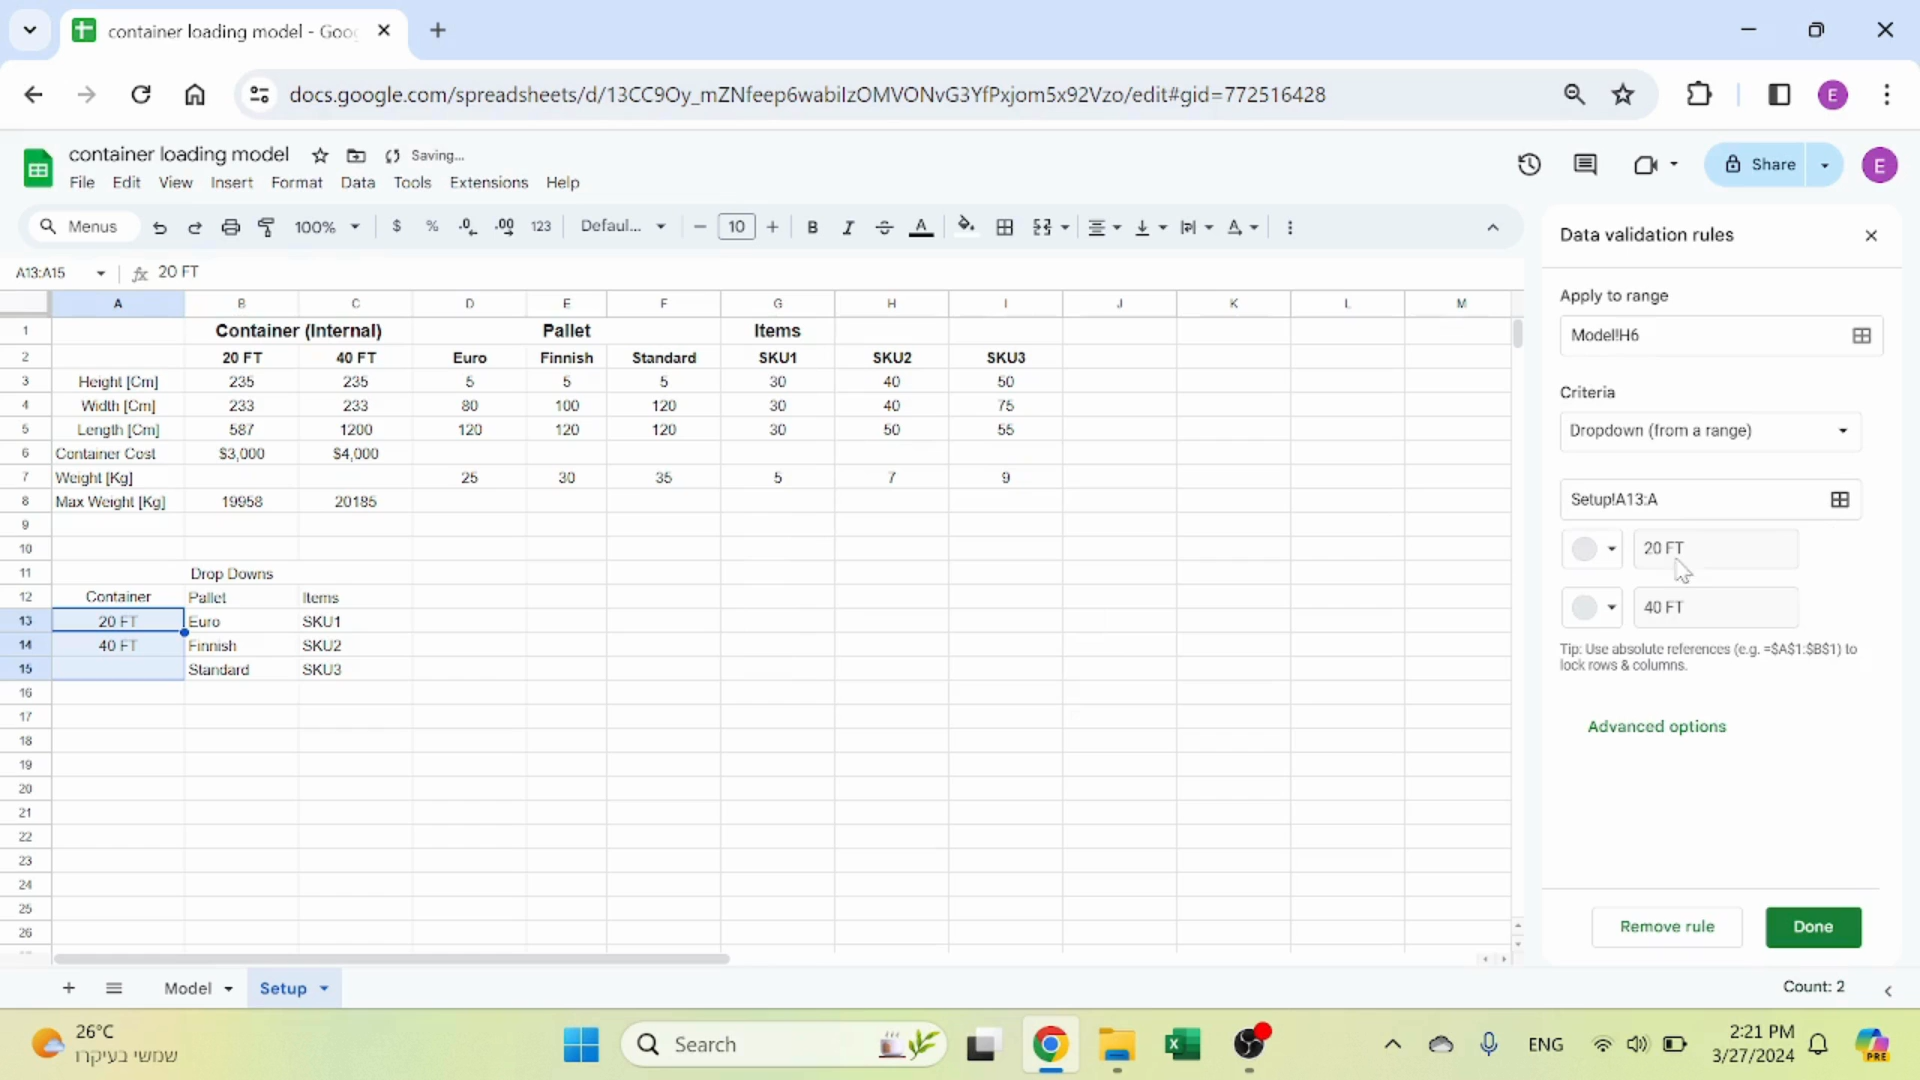 container loading model - Goo
docs.google.com/spreadsheets/d/13CC9Oy_mZNfeep6wabiIzOMVONvG3YfPxjom5x92Vzo/edit#gid=772516428
E
container loading model Saving...
File Edit View Insert Format Data Tools Extensions Help
Share E
Menus 100% $ % .0 .00 123 Defaul... − 10 + B I S A
A13:A15 fx 20 FT
A B C D E F G H I J K L M
1 Container (Internal) Pallet Items
2 20 FT 40 FT Euro Finnish Standard SKU1 SKU2 SKU3
3 Height [Cm] 235 235 5 5 5 30 40 50
4 Width [Cm] 233 233 80 100 120 30 40 75
5 Length [Cm] 587 1200 120 120 120 30 50 55
6 Container Cost $3,000 $4,000
7 Weight [Kg] 25 30 35 5 7 9
8 Max Weight [Kg] 19958 20185
9
10
11 Drop Downs
12 Container Pallet Items
13 20 FT Euro SKU1
14 40 FT Finnish SKU2
15 Standard SKU3
16
17
18
19
20
21
22
23
24
25
26
Data validation rules
Apply to range
Model!H6
Criteria
Dropdown (from a range)
Setup!A13:A
20 FT
40 FT
Tip: Use absolute references (e.g. =$A$1:$B$1) to
lock rows & columns.
Advanced options
Remove rule Done
Model Setup Count: 2
26°C
שמשי בעיקרו
Search
ENG
2:21 PM
3/27/2024
PRE